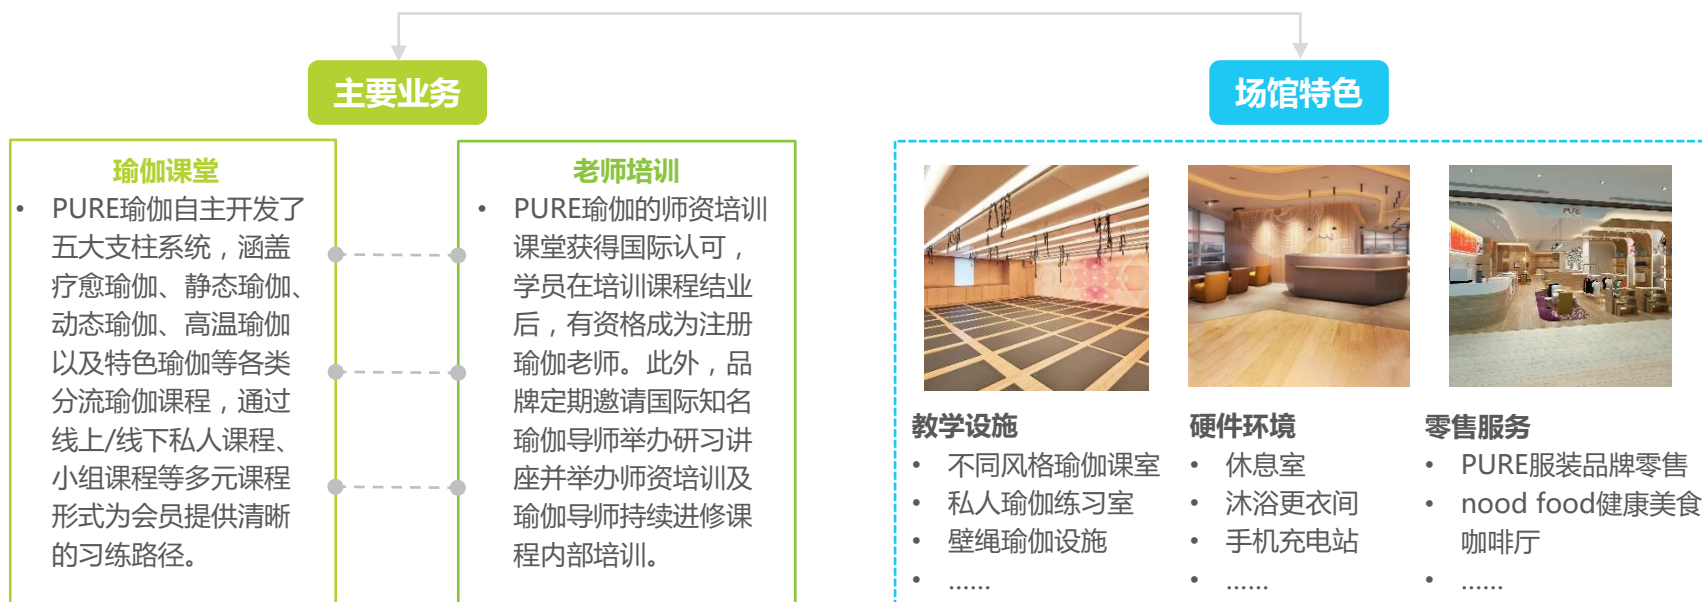 主要业务
场馆特色
瑜伽课堂
• PURE瑜伽自主开发了
五大支柱系统，涵盖
疗愈瑜伽、静态瑜伽、
动态瑜伽、高温瑜伽
以及特色瑜伽等各类
分流瑜伽课程，通过
线上/线下私人课程、
小组课程等多元课程
形式为会员提供清晰
的习练路径。
老师培训
• PURE瑜伽的师资培训
课堂获得国际认可，
学员在培训课程结业
后，有资格成为注册
瑜伽老师。此外，品
牌定期邀请国际知名
瑜伽导师举办研习讲
座并举办师资培训及
瑜伽导师持续进修课
程内部培训。
教学设施
• 不同风格瑜伽课室
• 私人瑜伽练习室
• 壁绳瑜伽设施
• ......
硬件环境
• 休息室
• 沐浴更衣间
• 手机充电站
• ......
PURE
零售服务
• PURE服装品牌零售
• nood food健康美食
咖啡厅
• ......